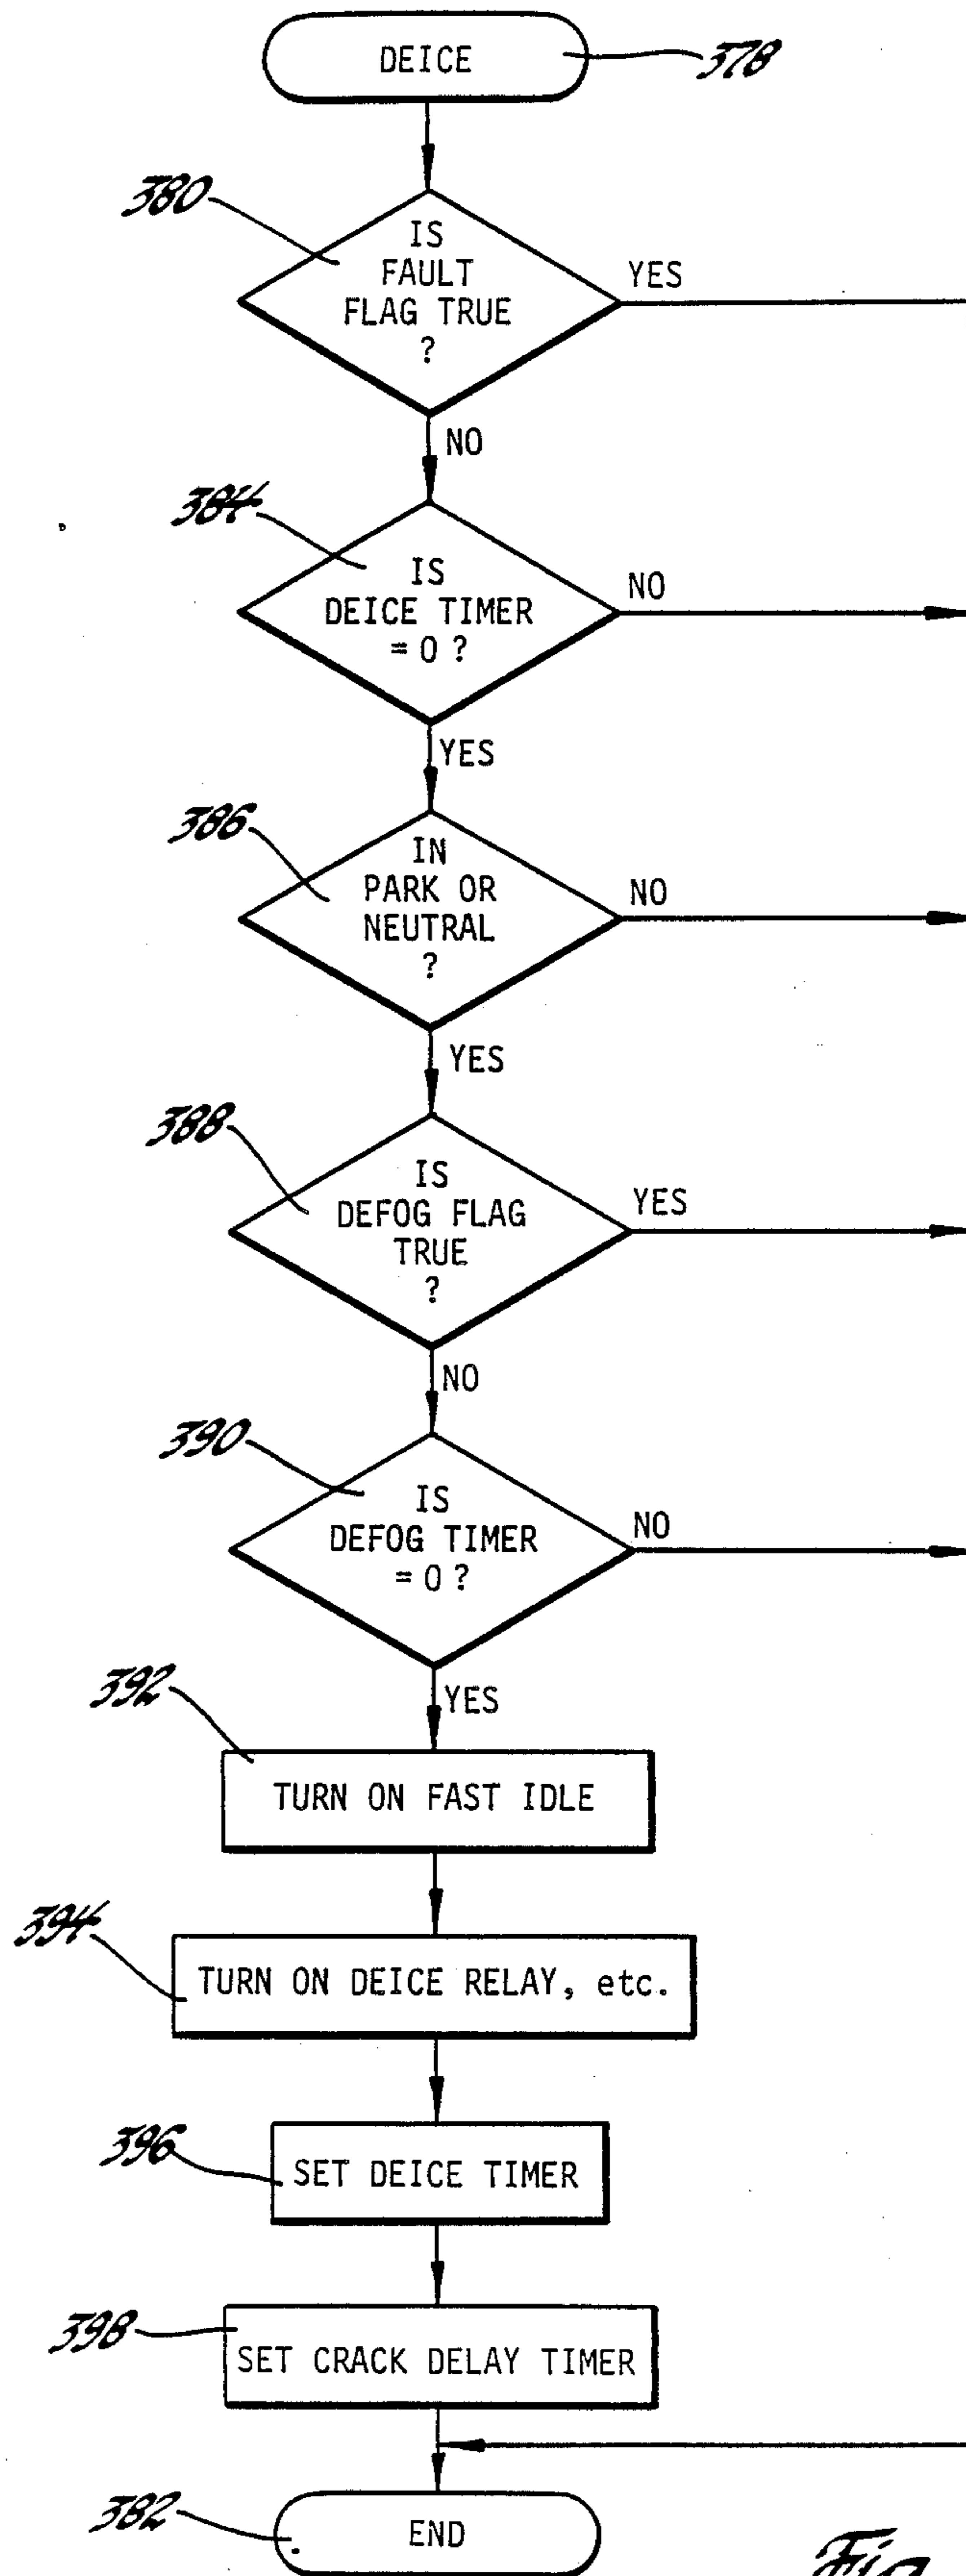 DEICE
378
380
IS
FAULT
FLAG TRUE
?
YES
NO
384
IS
DEICE TIMER
= 0 ?
NO
YES
386
IN
PARK OR
NEUTRAL
?
NO
YES
388
IS
DEFOG FLAG
TRUE
?
YES
NO
390
IS
DEFOG TIMER
= 0 ?
NO
YES
392
TURN ON FAST IDLE
394
TURN ON DEICE RELAY, etc.
396
SET DEICE TIMER
398
SET CRACK DELAY TIMER
382
END
Fig